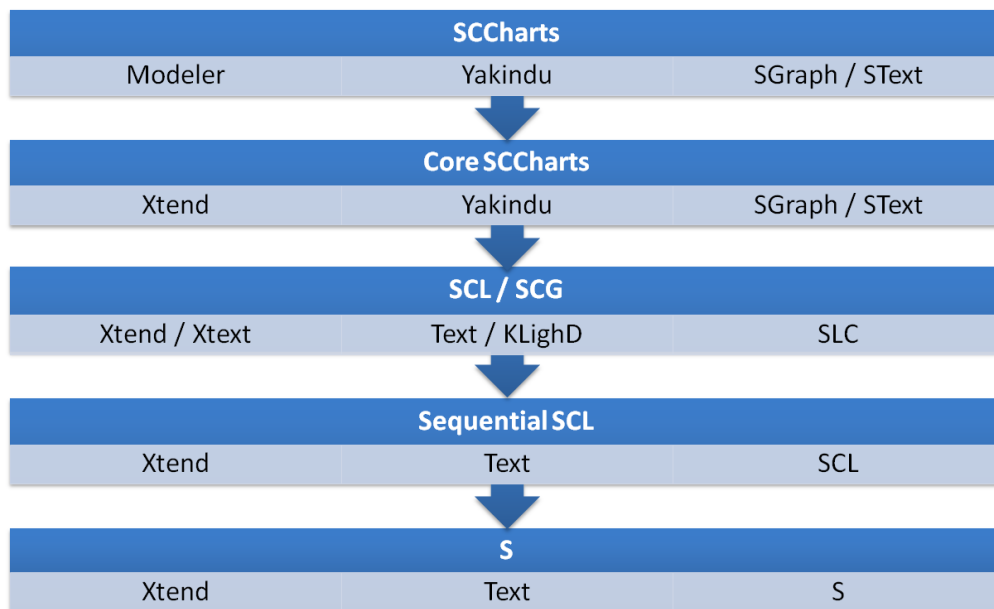 SCCharts
Modeler Yakindu SGraph / SText
Core SCCharts
Xtend Yakindu SGraph / SText
SCL / SCG
Xtend / Xtext Text / KLighD SLC
Sequential SCL
Xtend Text SCL
S
Xtend Text S